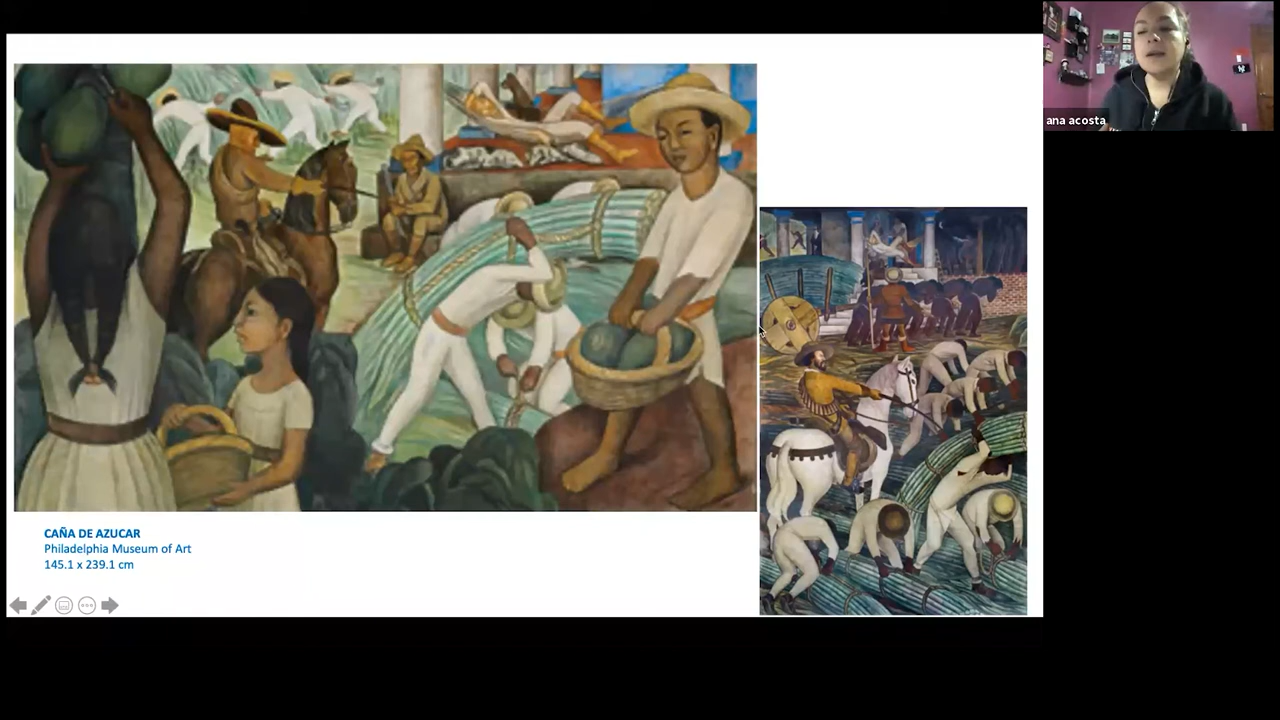 ana acosta
CAÑA DE AZUCAR
Philadelphia Museum of Art
145.1 x 239.1 cm